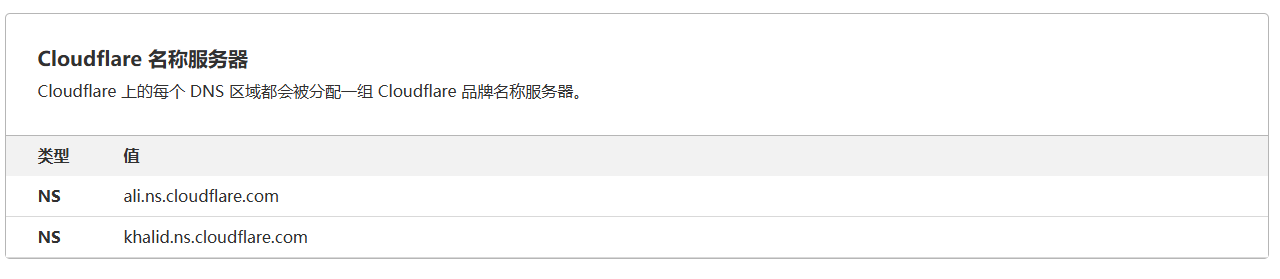 Cloudflare 名称服务器
Cloudflare 上的每个 DNS 区域都会被分配一组 Cloudflare 品牌名称服务器。
类型 值
NS ali.ns.cloudflare.com
NS khalid.ns.cloudflare.com